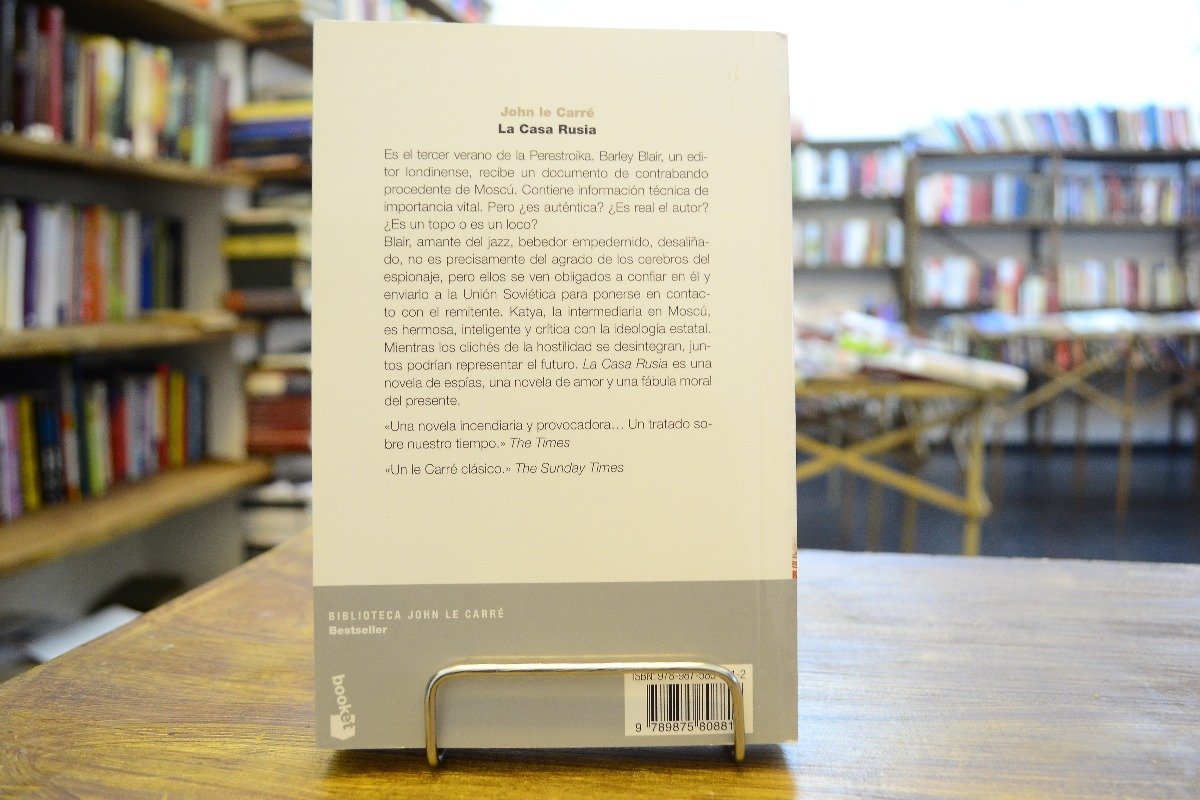 John le Carré
La Casa Rusia
Es el tercer verano de la Perestroika. Barley Blair, un edi-
tor londinense, recibe un documento de contrabando
procedente de Moscú. Contiene información técnica de
importancia vital. Pero ¿es auténtica? ¿Es real el autor?
¿Es un topo o es un loco?
Blair, amante del jazz, bebedor empedernido, desaliña-
do, no es precisamente del agrado de los cerebros del
espionaje, pero ellos se ven obligados a confiar en él y
enviarlo a la Unión Soviética para ponerse en contac-
to con el remitente. Katya, la intermediaria en Moscú,
es hermosa, inteligente y crítica con la ideología estatal.
Mientras los clichés de la hostilidad se desintegran, jun-
tos podrían representar el futuro. La Casa Rusia es una
novela de espías, una novela de amor y una fábula moral
del presente.
«Una novela incendiaria y provocadora... Un tratado so-
bre nuestro tiempo.» The Times
«Un le Carré clásico.» The Sunday Times
BIBLIOTECA JOHN LE CARRÉ
Bestseller
booket
ISBN: 978-987-
9 789875 80881